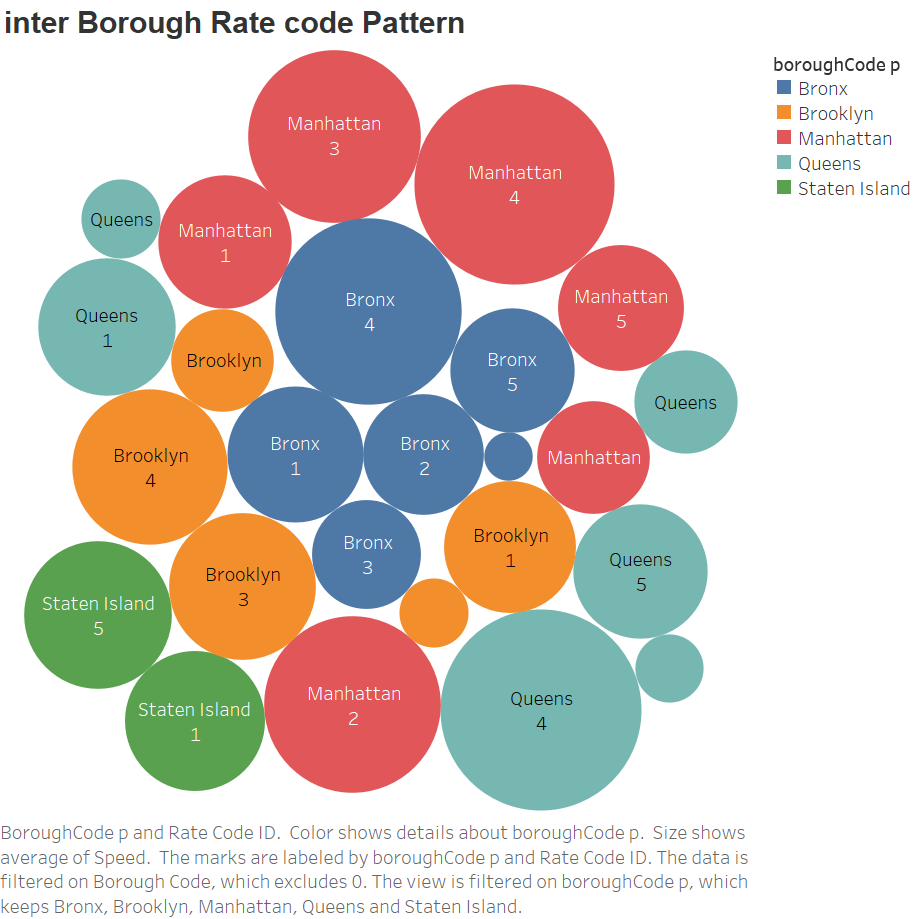 inter Borough Rate code Pattern
boroughCode p
Bronx
Brooklyn
Manhattan
Queens
Staten Island
Manhattan
3
Manhattan
4
Queens
Manhattan
1
Bronx
4
Manhattan
5
Queens
1
Brooklyn
Bronx
5
Queens
Brooklyn
4
Bronx
1
Bronx
2
Manhattan
Brooklyn
3
Bronx
3
Brooklyn
1
Queens
5
Staten Island
5
Staten Island
1
Manhattan
2
Queens
4
BoroughCode p and Rate Code ID.  Color shows details about boroughCode p.  Size shows
average of Speed.  The marks are labeled by boroughCode p and Rate Code ID. The data is
filtered on Borough Code, which excludes 0. The view is filtered on boroughCode p, which
keeps Bronx, Brooklyn, Manhattan, Queens and Staten Island.